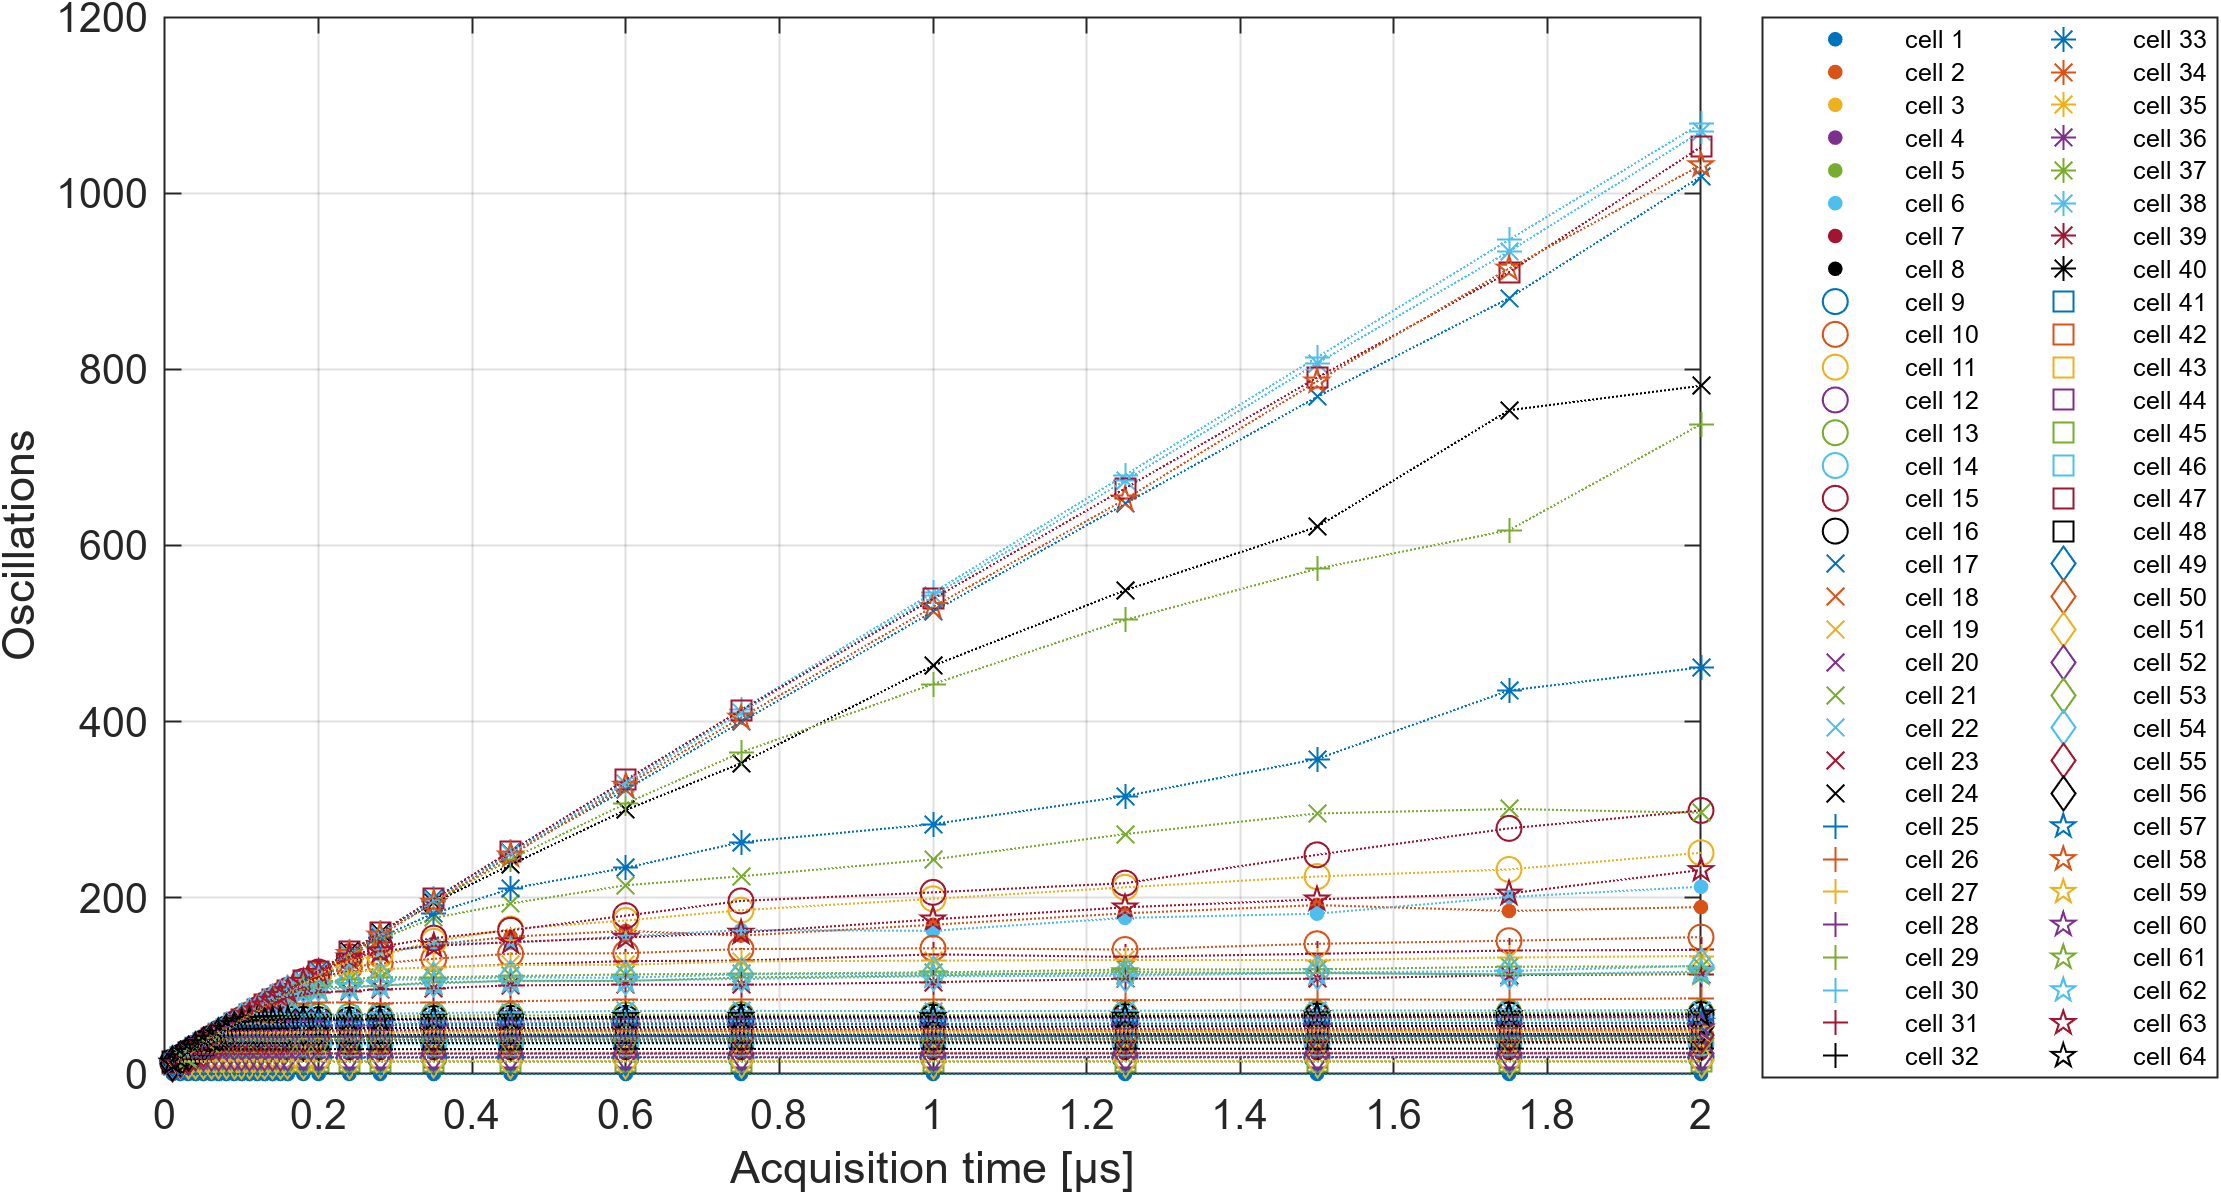 1200
1000
800
600
400
200
0
Oscillations
0 0.2 0.4 0.6 0.8 1 1.2 1.4 1.6 1.8 2
Acquisition time [µs]
cell 1 cell 33
cell 2 cell 34
cell 3 cell 35
cell 4 cell 36
cell 5 cell 37
cell 6 cell 38
cell 7 cell 39
cell 8 cell 40
cell 9 cell 41
cell 10 cell 42
cell 11 cell 43
cell 12 cell 44
cell 13 cell 45
cell 14 cell 46
cell 15 cell 47
cell 16 cell 48
cell 17 cell 49
cell 18 cell 50
cell 19 cell 51
cell 20 cell 52
cell 21 cell 53
cell 22 cell 54
cell 23 cell 55
cell 24 cell 56
cell 25 cell 57
cell 26 cell 58
cell 27 cell 59
cell 28 cell 60
cell 29 cell 61
cell 30 cell 62
cell 31 cell 63
cell 32 cell 64